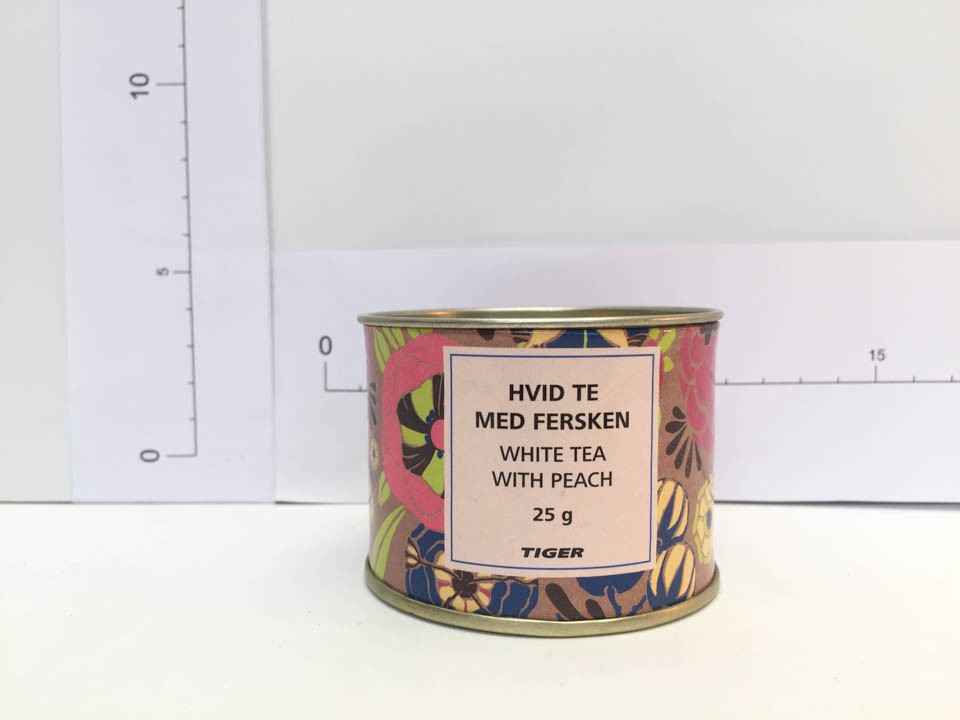 10
5
0
0
15
HVID TE
MED FERSKEN
WHITE TEA
WITH PEACH
25 g
TIGER